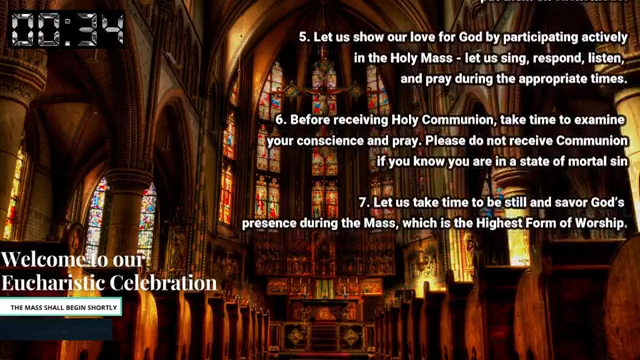 00:34
5. Let us show our love for God by participating actively
in the Holy Mass - let us sing, respond, listen,
and pray during the appropriate times.
6. Before receiving Holy Communion, take time to examine
your conscience and pray. Please do not receive Communion
if you know you are in a state of mortal sin
7. Let us take time to be still and savor God's
presence during the Mass, which is the Highest Form of Worship.
Welcome to our
Eucharistic Celebration
THE MASS SHALL BEGIN SHORTLY